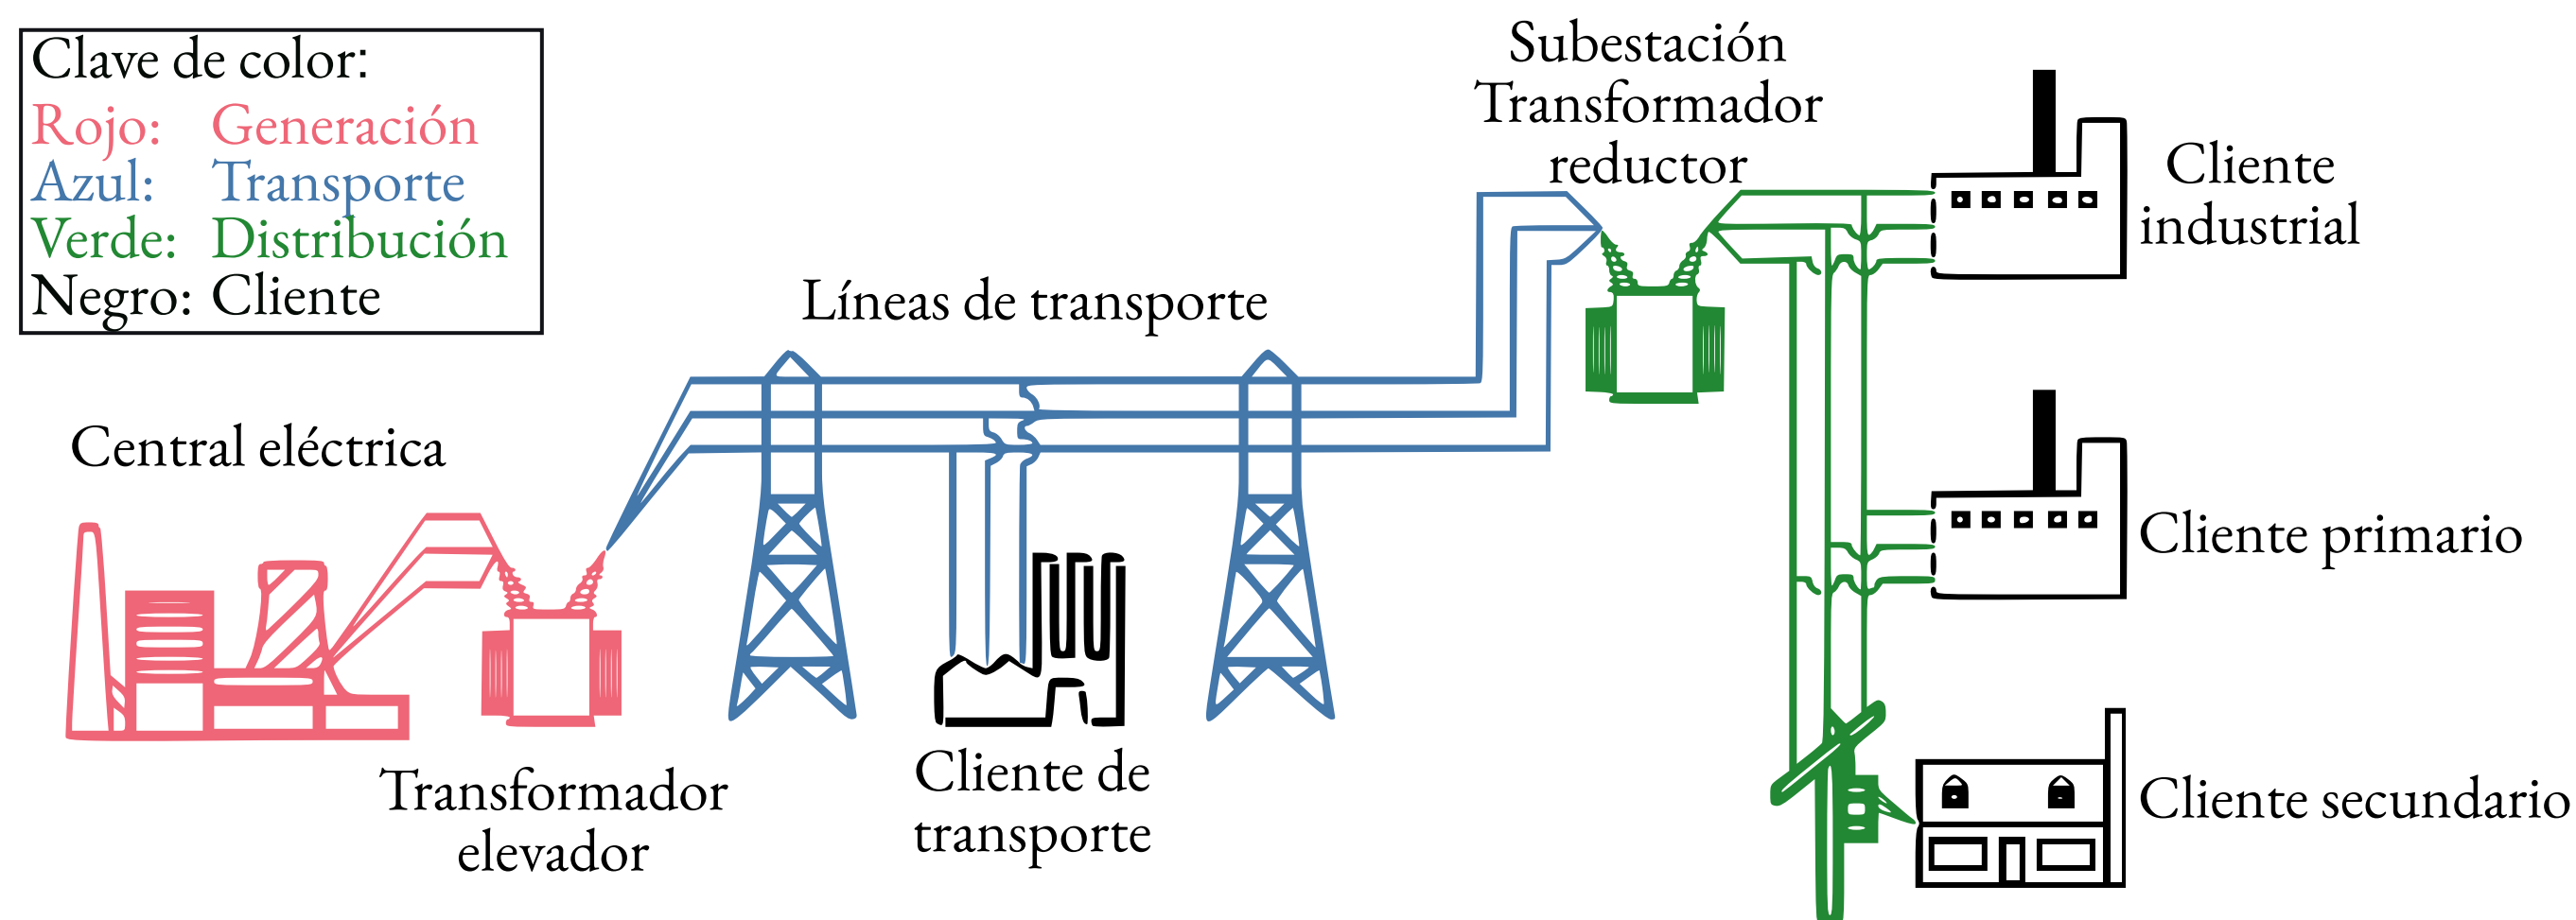 Clave de color:
Rojo: Generación
Azul: Transporte
Verde: Distribución
Negro: Cliente
Central eléctrica
Transformador
elevador
Líneas de transporte
Cliente de
transporte
Subestación
Transformador
reductor
Cliente
industrial
Cliente primario
Cliente secundario